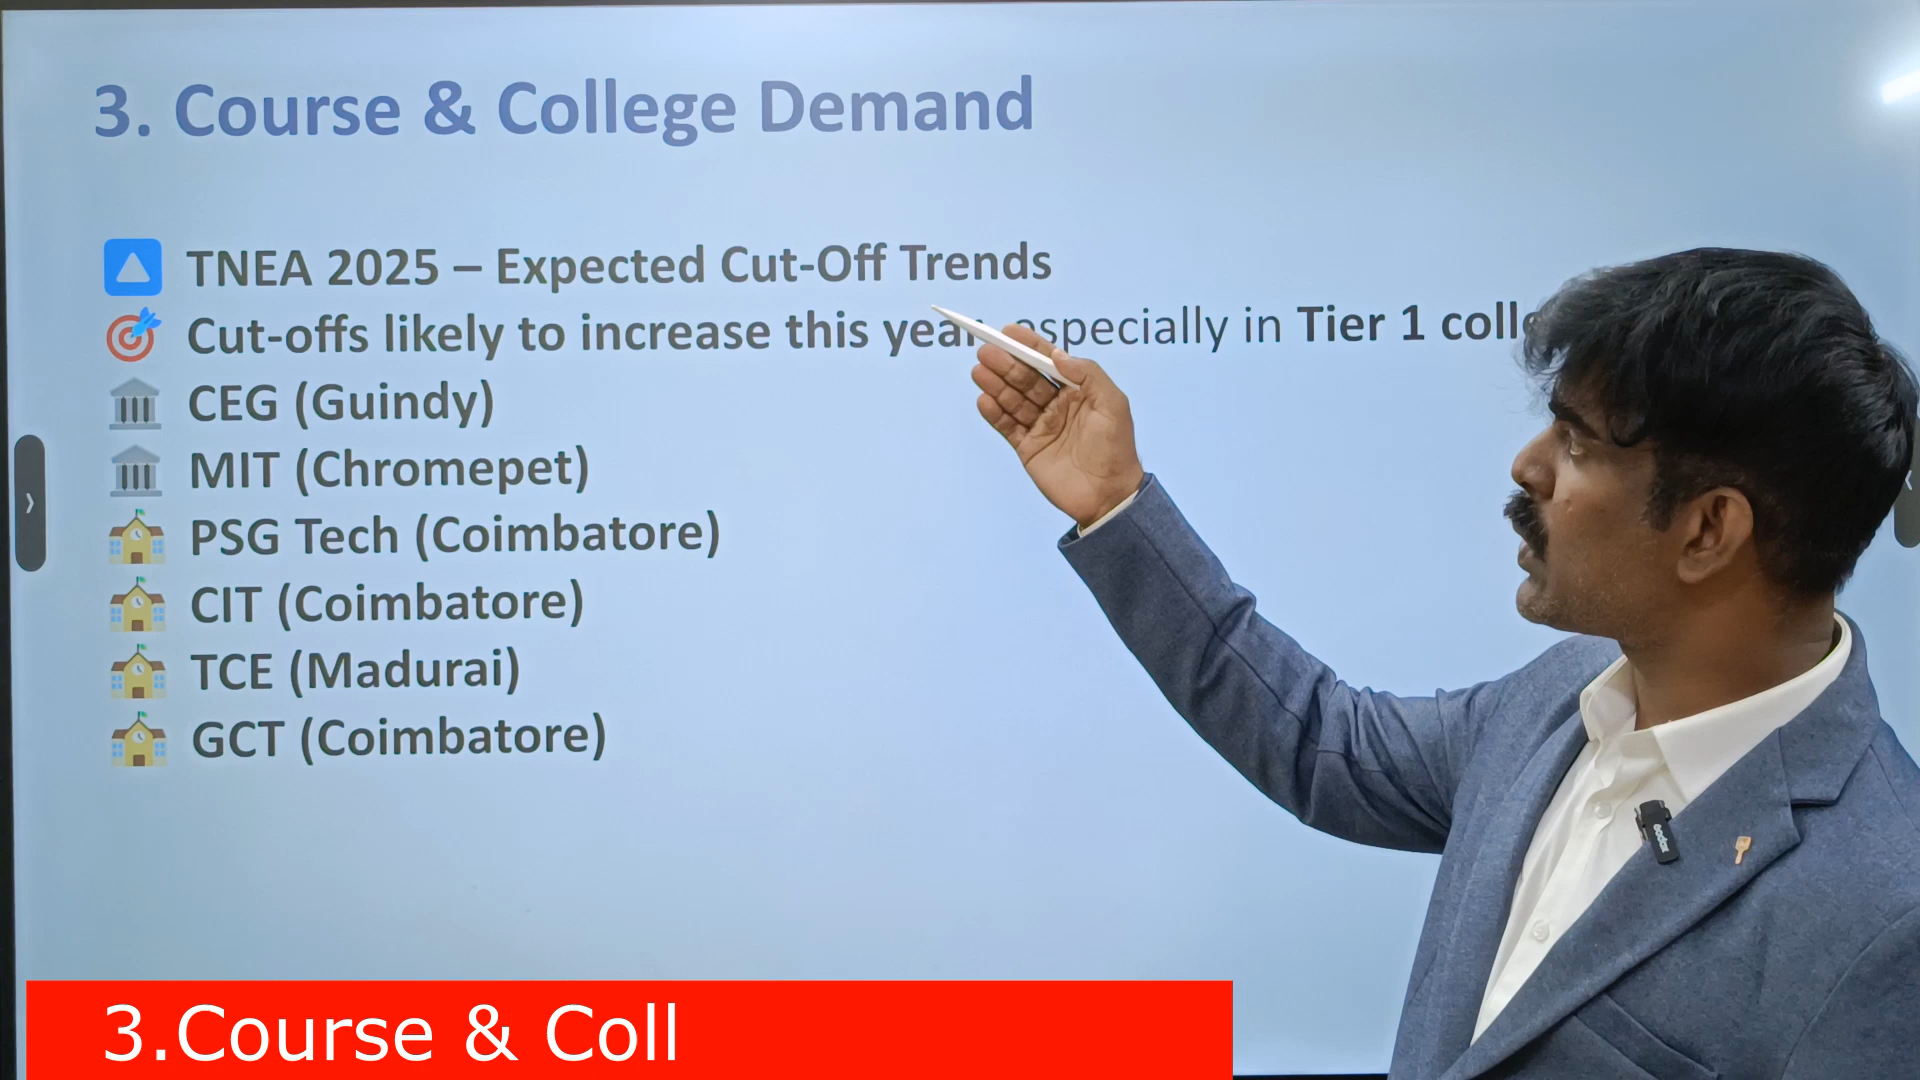 3. Course & College Demand
TNEA 2025 – Expected Cut-Off Trends
Cut-offs likely to increase this year, especially in Tier 1
CEG (Guindy)
MIT (Chromepet)
PSG Tech (Coimbatore)
CIT (Coimbatore)
TCE (Madurai)
GCT (Coimbatore)
Godox
3.Course & Coll